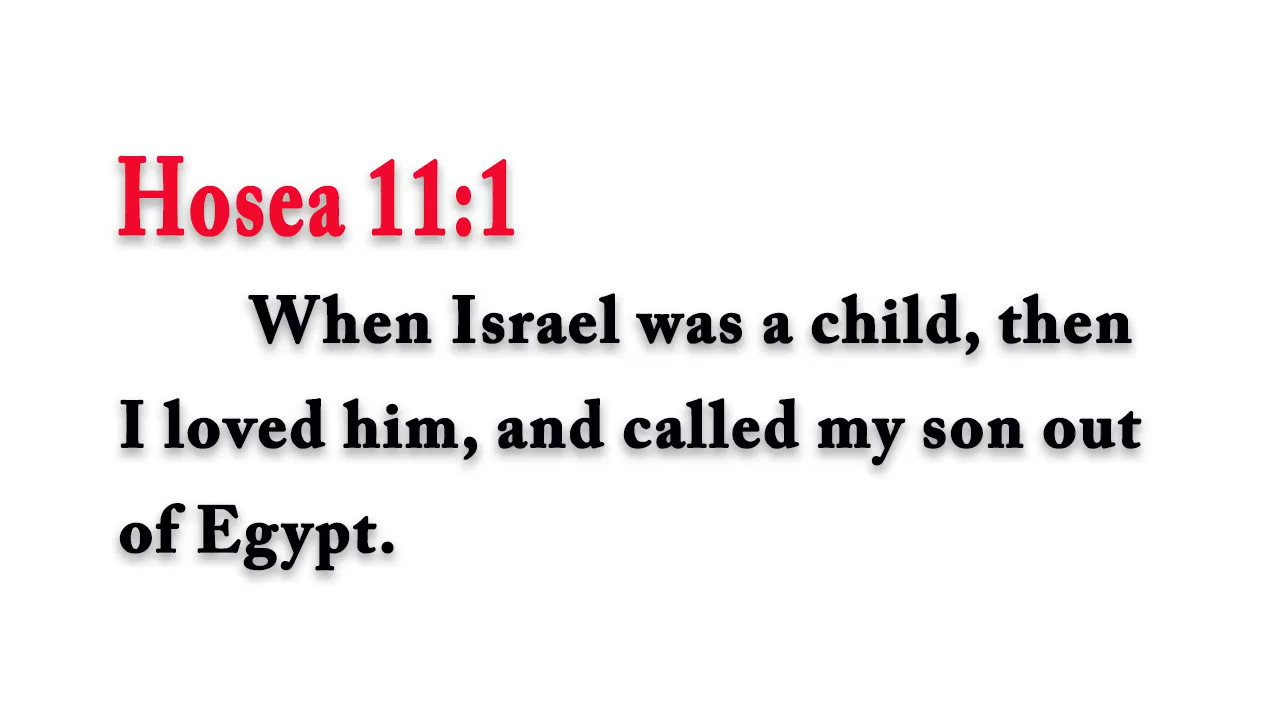 Hosea 11:1
When Israel was a child, then
I loved him, and called my son out
of Egypt.